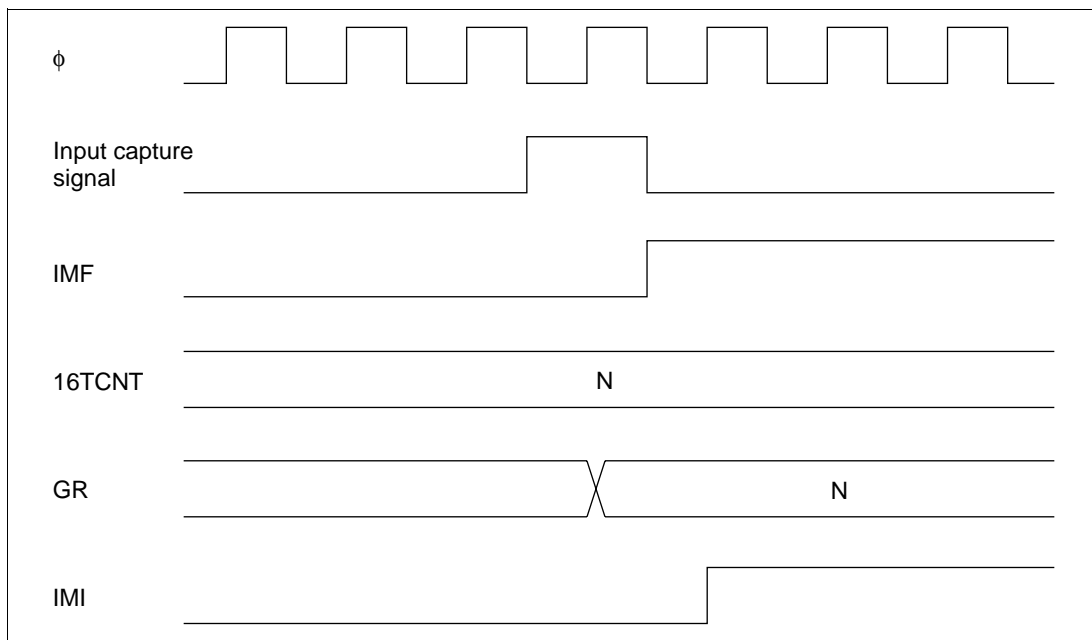 φ
Input capture
signal
IMF
16TCNT
N
GR
N
IMI